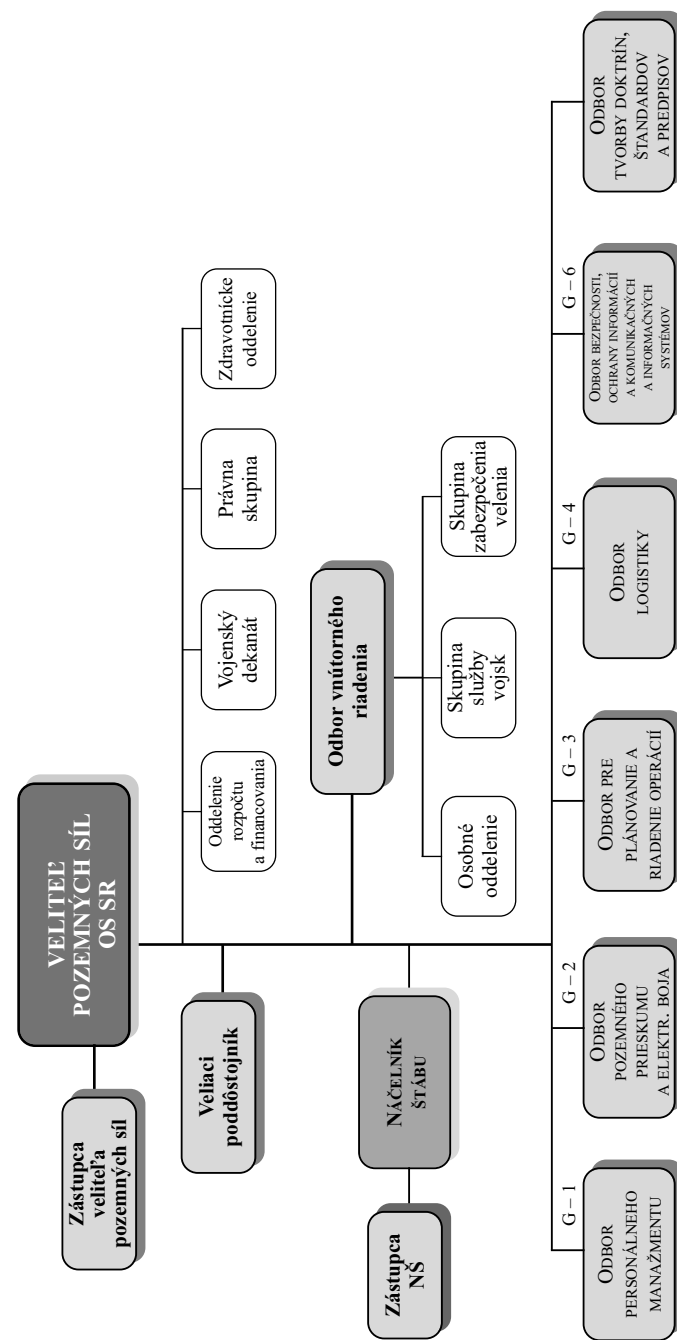 VELITEĽ
POZEMNÝCH SÍL
OS SR
Zástupca
veliteľa
pozemných síl
Oddelenie
rozpočtu
a financovania
Vojenský
dekanát
Právna
skupina
Zdravotnícke
oddelenie
Veliaci
poddôstojník
Odbor vnútorného
riadenia
Zástupca
NŠ
NÁČELNÍK
ŠTÁBU
Osobné
oddelenie
Skupina
služby
vojsk
Skupina
zabezpečenia
velenia
G – 1
ODBOR
PERSONÁLNEHO
MANAŽMENTU
G – 2
ODBOR
POZEMNÉHO
PRIESKUMU
A ELEKTR. BOJA
G – 3
ODBOR PRE
PLÁNOVANIE A
RIADENIE OPERÁCIÍ
G – 4
ODBOR
LOGISTIKY
G – 6
ODBOR BEZPEČNOSTI,
OCHRANY INFORMÁCIÍ
A KOMUNIKAČNÝCH
A INFORMAČNÝCH
SYSTÉMOV
ODBOR
TVORBY DOKTRÍN,
ŠTANDARDOV
A PREDPISOV